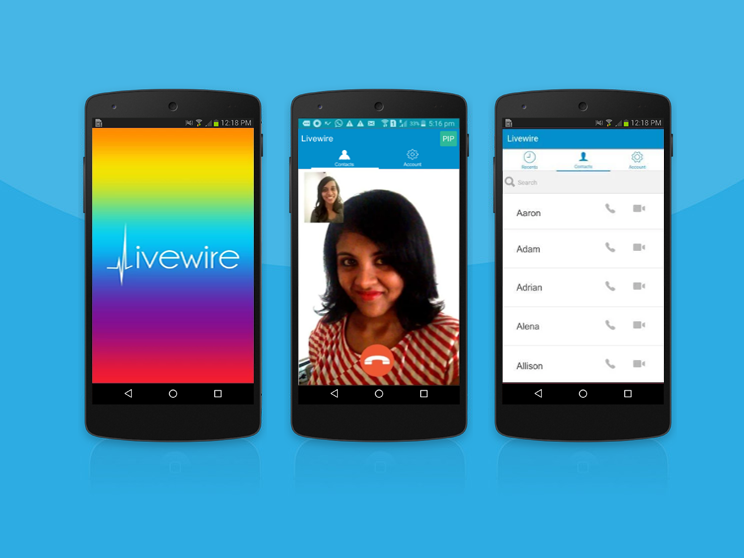 12:18 PM
livewire
33% 5:16 pm
Livewire
PIP
Contacts
Account
12:18 PM
Livewire
Recents
Contacts
Account
Search
Aaron
Adam
Adrian
Alena
Allison